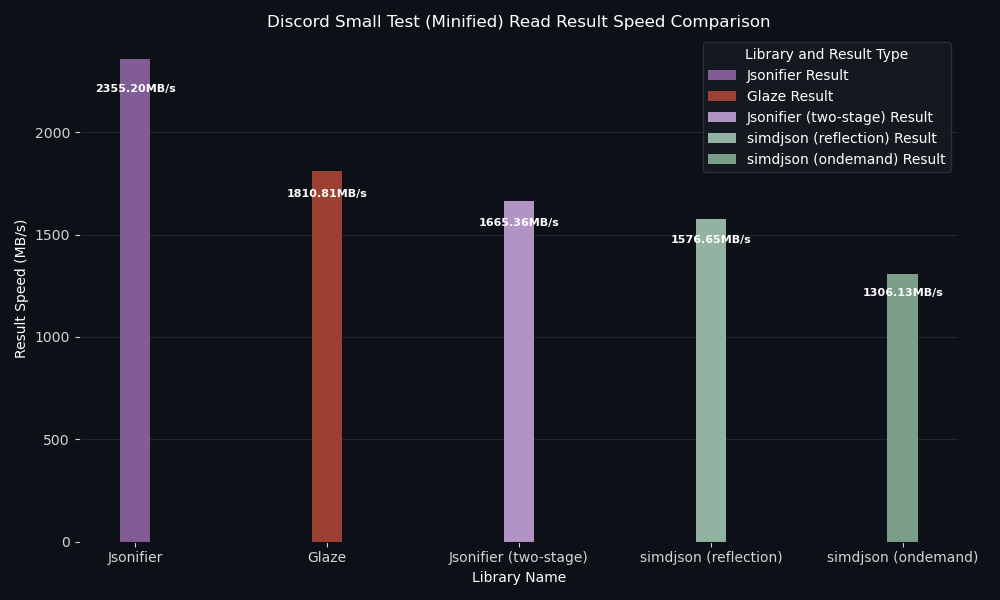 Discord Small Test (Minified) Read Result Speed Comparison
Library and Result Type
Jsonifier Result
Glaze Result
Jsonifier (two-stage) Result
simdjson (reflection) Result
simdjson (ondemand) Result
2355.20MB/s
1810.81MB/s
1665.36MB/s
1576.65MB/s
1306.13MB/s
Result Speed (MB/s)
2000
1500
1000
500
0
Jsonifier
Glaze
Jsonifier (two-stage)
simdjson (reflection)
simdjson (ondemand)
Library Name